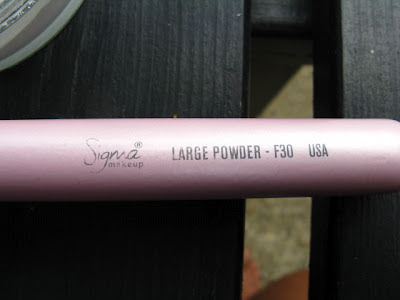 Sigma® LARGE POWDER - F30 USA
makeup